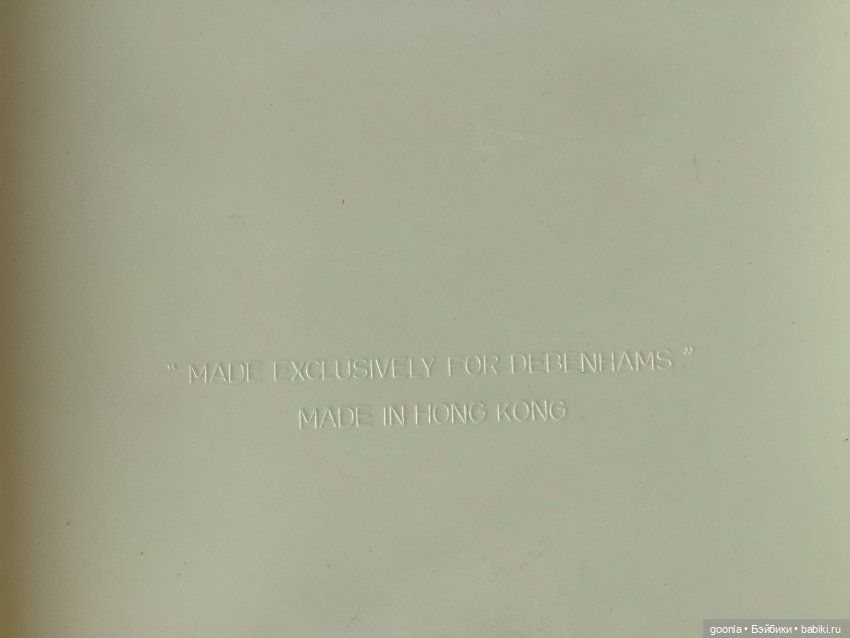 “ MADE EXCLUSIVELY FOR DEBENHAMS ”
MADE IN HONG KONG
goonla • Бэйбики • babiki.ru